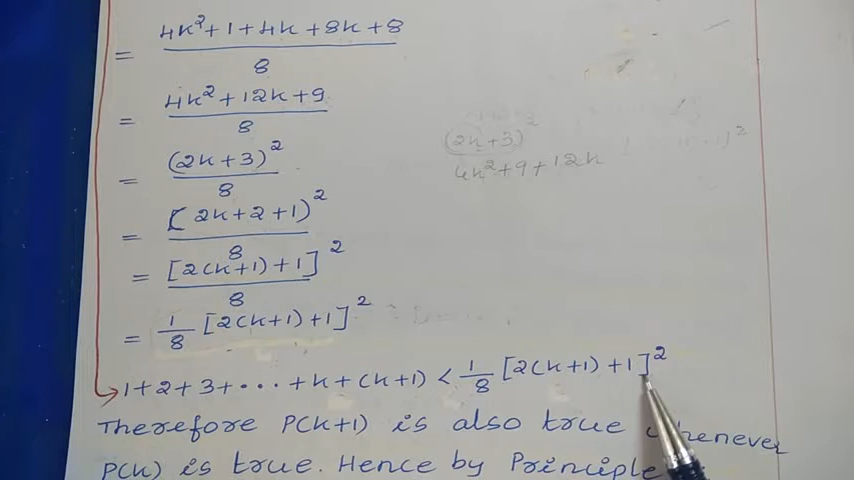 4k²+1+4k+8k+8
=
8
= 4k²+12k+9
8
= (2k+3)²
8
= [2k+2+1)²
8
= [2(k+1)+1]²
8
= 1/8 [2(k+1)+1]²
1+2+3+...+k+(k+1) < 1/8 [2(k+1)+1]²
Therefore P(k+1) is also true whenever
P(k) is true. Hence by Principle
(2k+3)²
4k²+9+12k